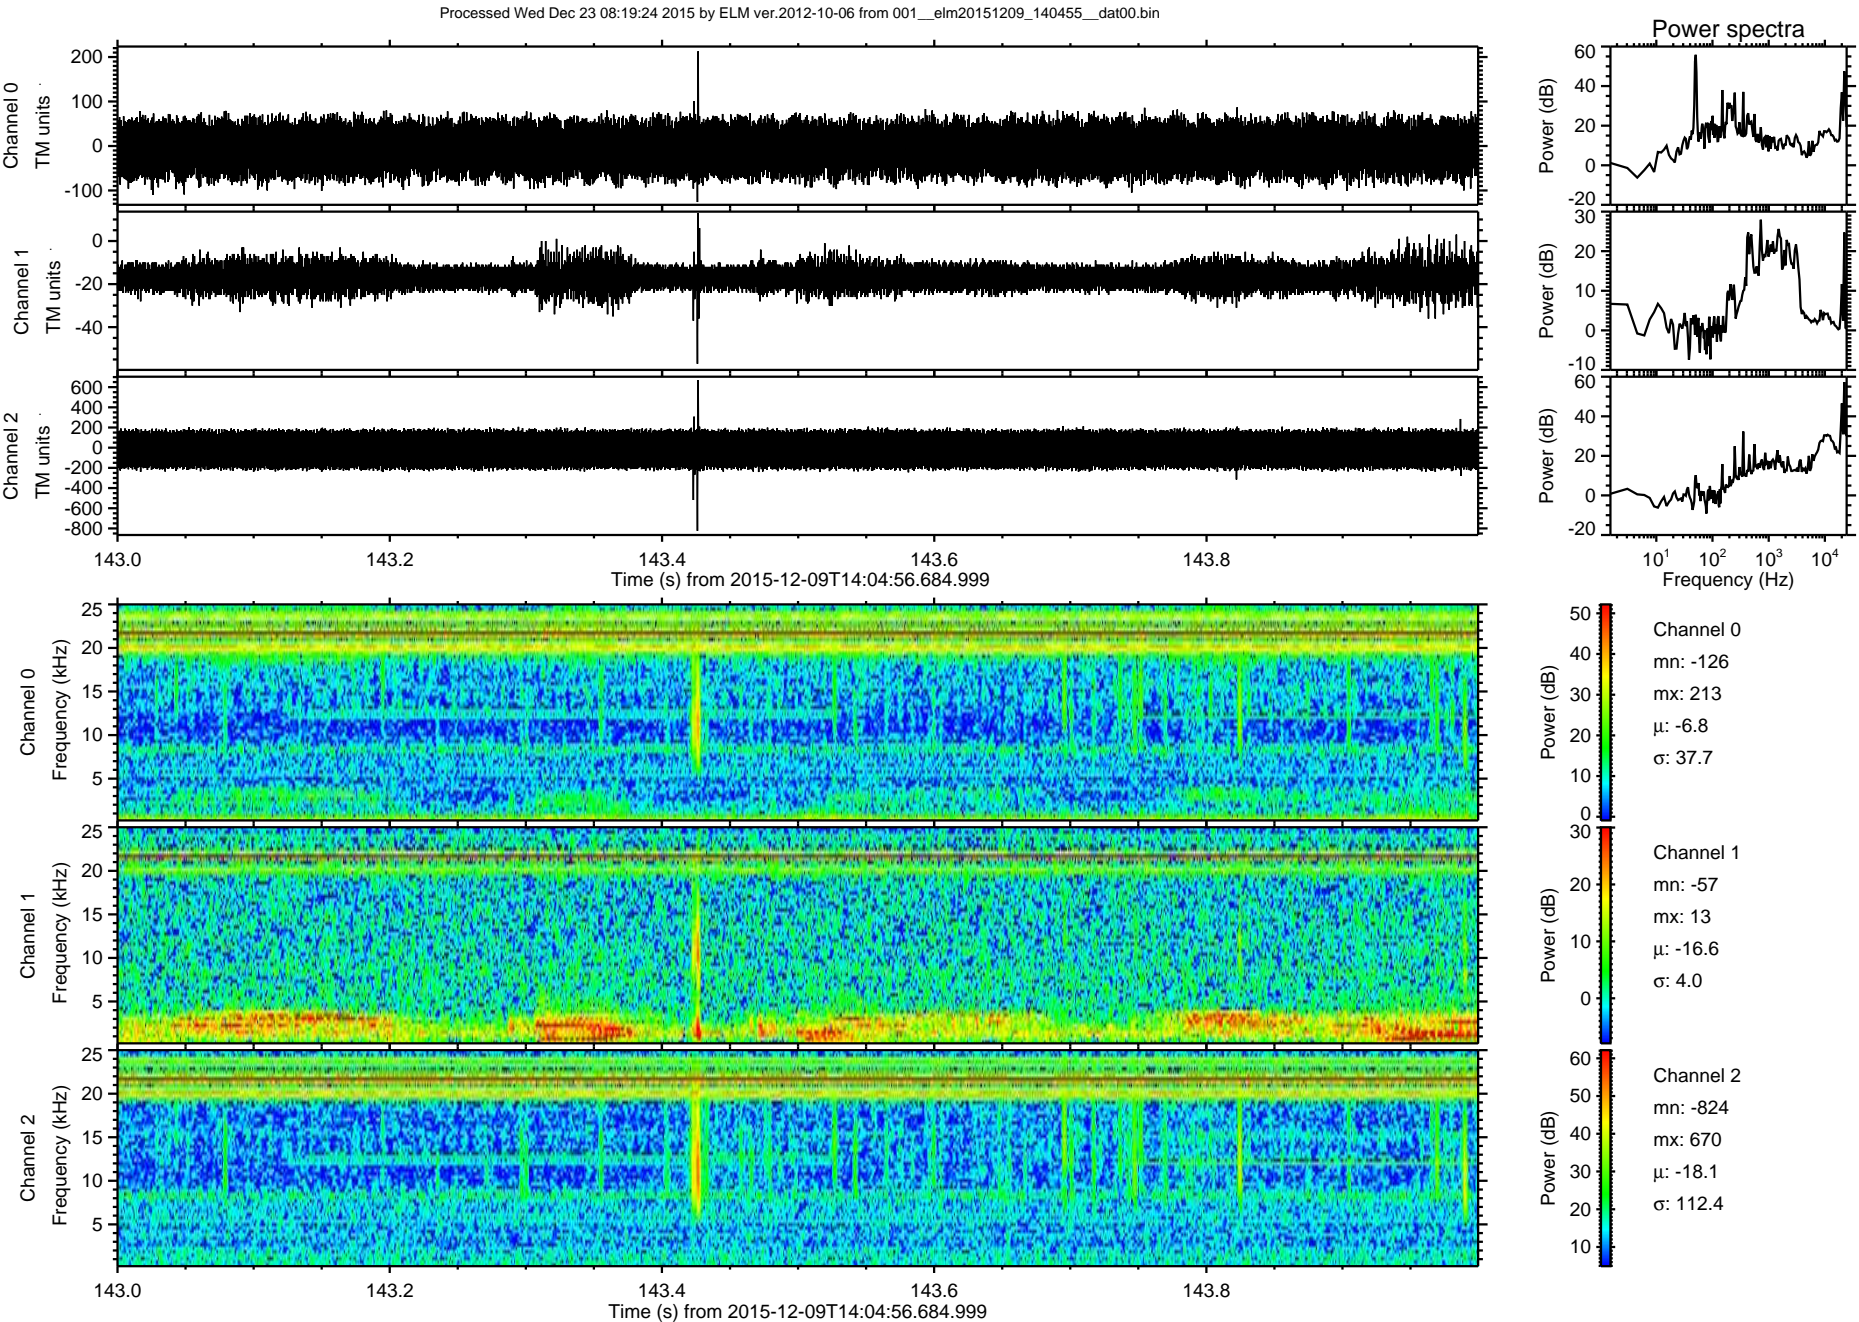 Processed Wed Dec 23 08:19:24 2015 by ELM ver.2012-10-06 from 001__elm20151209_140455__dat00.bin
Power spectra
Channel 0
TM units
200
100
0
-100
Power (dB)
60
40
20
0
-20
Channel 1
TM units
0
-20
-40
Power (dB)
30
20
10
0
-10
Channel 2
TM units
600
400
200
0
-200
-400
-600
-800
Power (dB)
60
40
20
0
-20
143.0 143.2 143.4 143.6 143.8
Time (s) from 2015-12-09T14:04:56.684.999
10¹ 10² 10³ 10⁴
Frequency (Hz)
Channel 0
Frequency (kHz)
25
20
15
10
5
Power (dB)
50
40
30
20
10
0
Channel 0
mn: -126
mx: 213
µ: -6.8
σ: 37.7
Channel 1
Frequency (kHz)
25
20
15
10
5
Power (dB)
30
20
10
0
Channel 1
mn: -57
mx: 13
µ: -16.6
σ: 4.0
Channel 2
Frequency (kHz)
25
20
15
10
5
Power (dB)
60
50
40
30
20
10
Channel 2
mn: -824
mx: 670
µ: -18.1
σ: 112.4
143.0 143.2 143.4 143.6 143.8
Time (s) from 2015-12-09T14:04:56.684.999